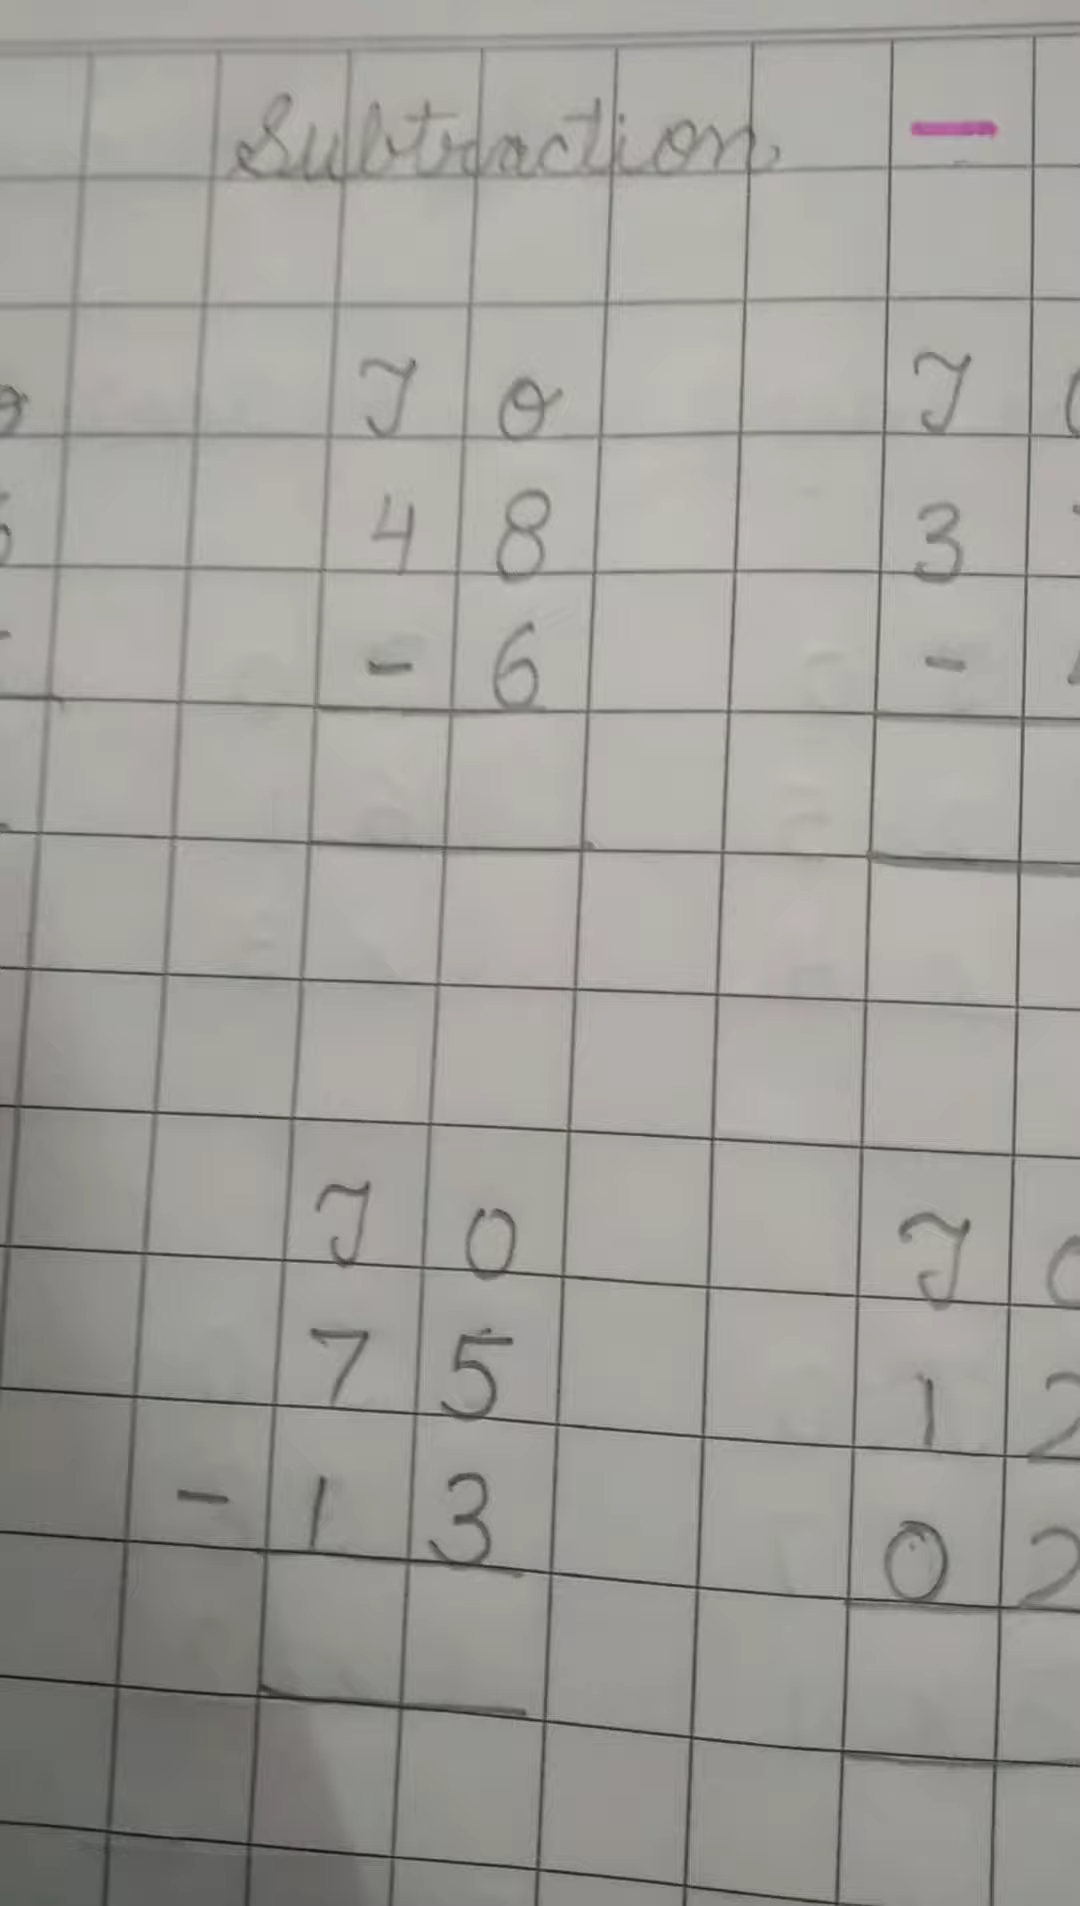 Subtraction —
T O T
4 8 3
- 6 -
T O T O
7 5 1 2
- 1 3 0 2